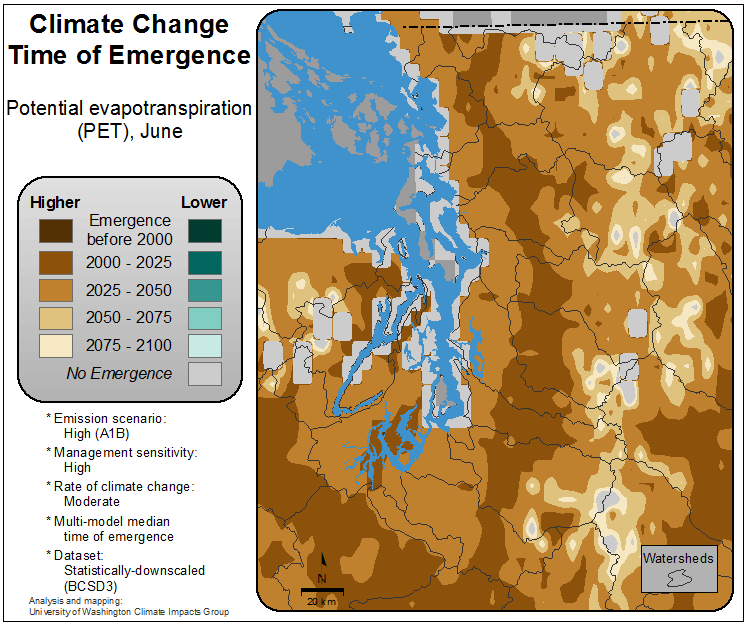 Climate Change
Time of Emergence
Potential evapotranspiration
(PET), June
Higher
Lower
Emergence
before 2000
2000 - 2025
2025 - 2050
2050 - 2075
2075 - 2100
No Emergence
* Emission scenario:
High (A1B)
* Management sensitivity:
High
* Rate of climate change:
Moderate
* Multi-model median
time of emergence
* Dataset:
Statistically-downscaled
(BCSD3)
Analysis and mapping:
University of Washington Climate Impacts Group
N
20 km
Watersheds